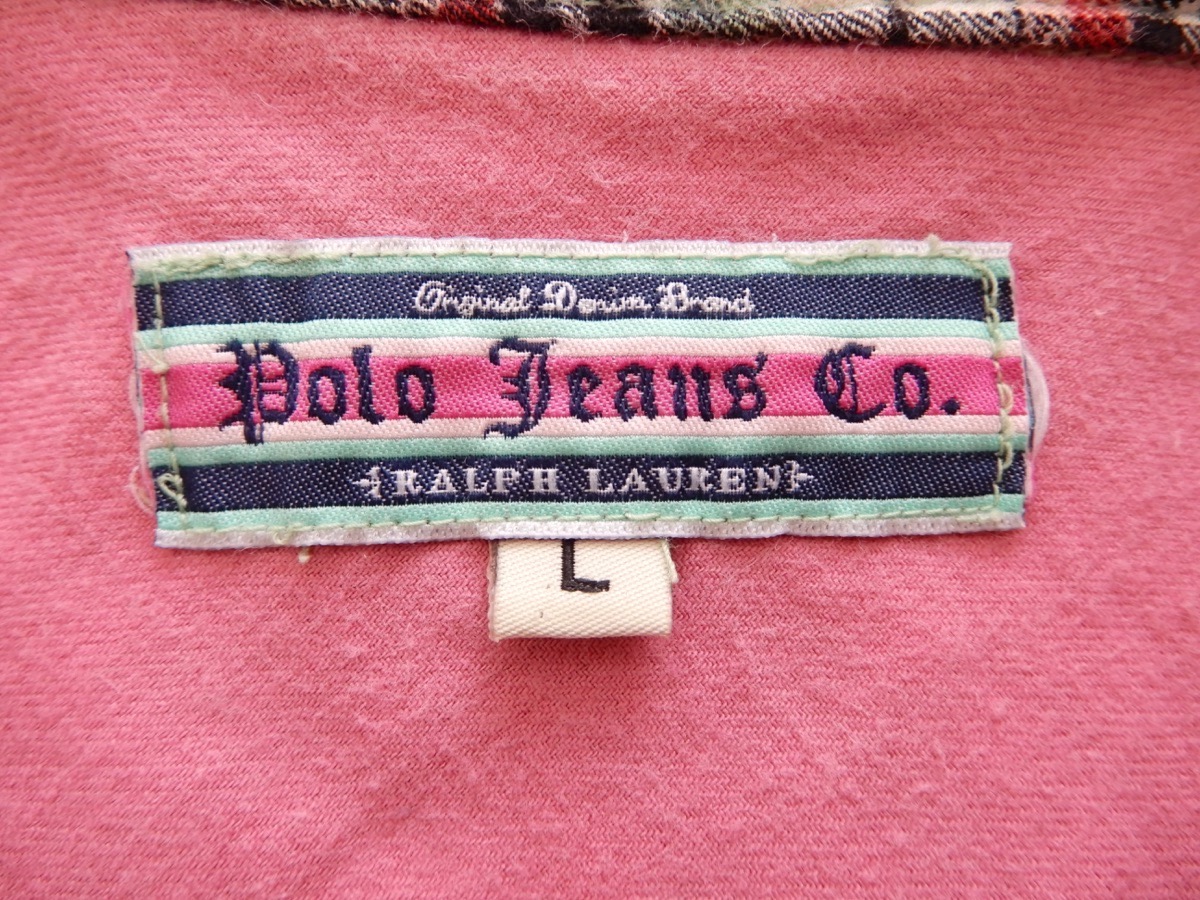 Original Denim Brand
Polo Jeans Co.
RALPH LAUREN
L